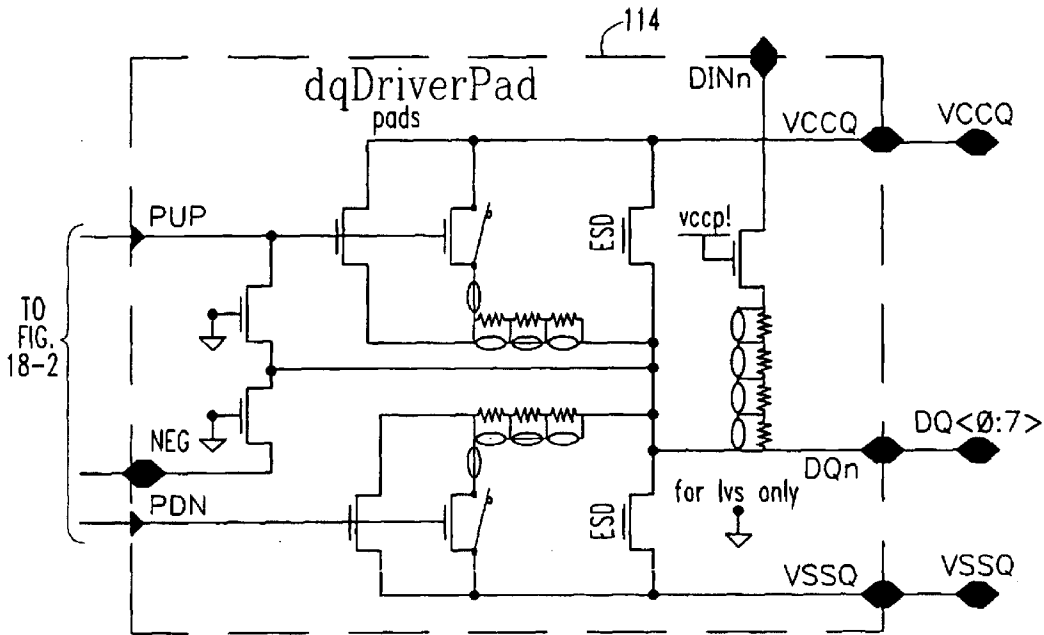 114
dqDriverPad
pads
DINn
VCCQ
VCCQ
PUP
ESD
vccp!
TO
FIG.
18-2
NEG
DQ<Ø:7>
DQn
for lvs only
PDN
ESD
VSSQ
VSSQ